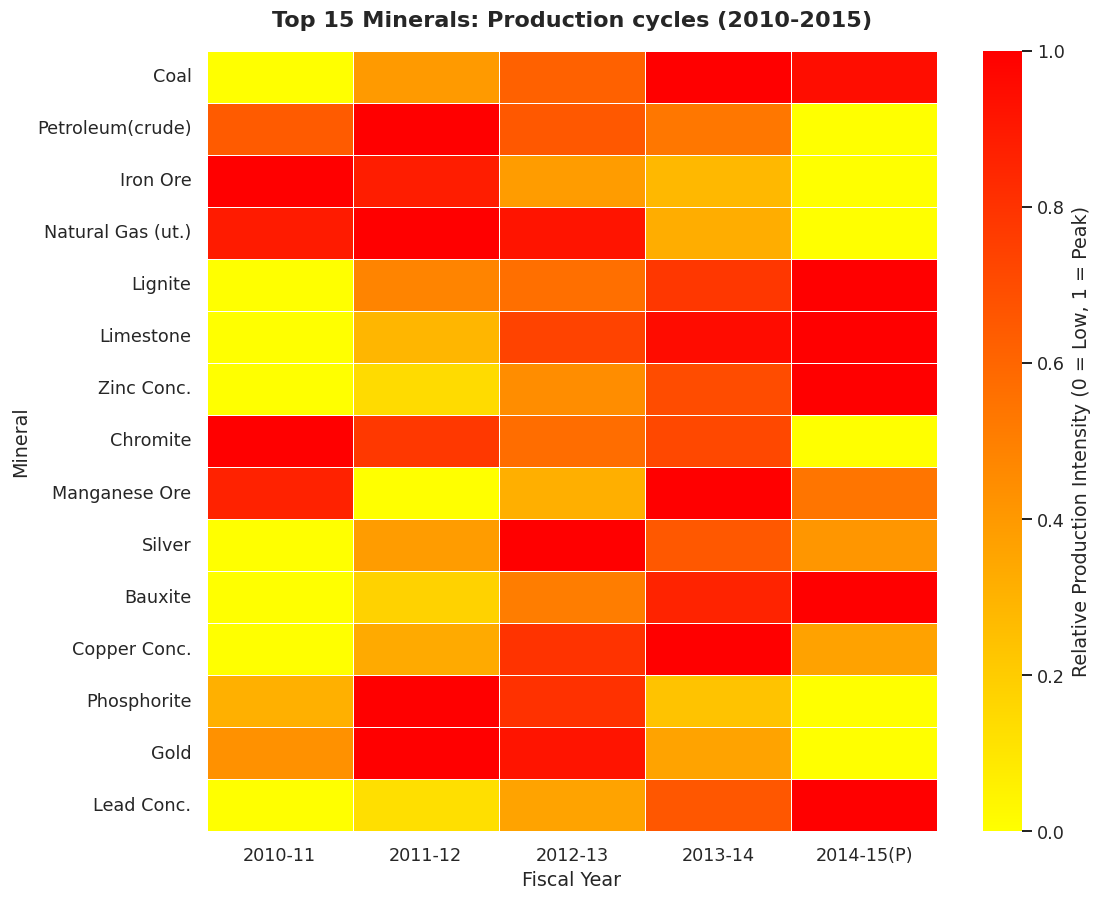 Top 15 Minerals: Production cycles (2010-2015)
Coal
Petroleum(crude)
Iron Ore
Natural Gas (ut.)
Lignite
Limestone
Zinc Conc.
Chromite
Manganese Ore
Silver
Bauxite
Copper Conc.
Phosphorite
Gold
Lead Conc.
Mineral
2010-11
2011-12
2012-13
2013-14
2014-15(P)
Fiscal Year
1.0
0.8
0.6
0.4
0.2
0.0
Relative Production Intensity (0 = Low, 1 = Peak)